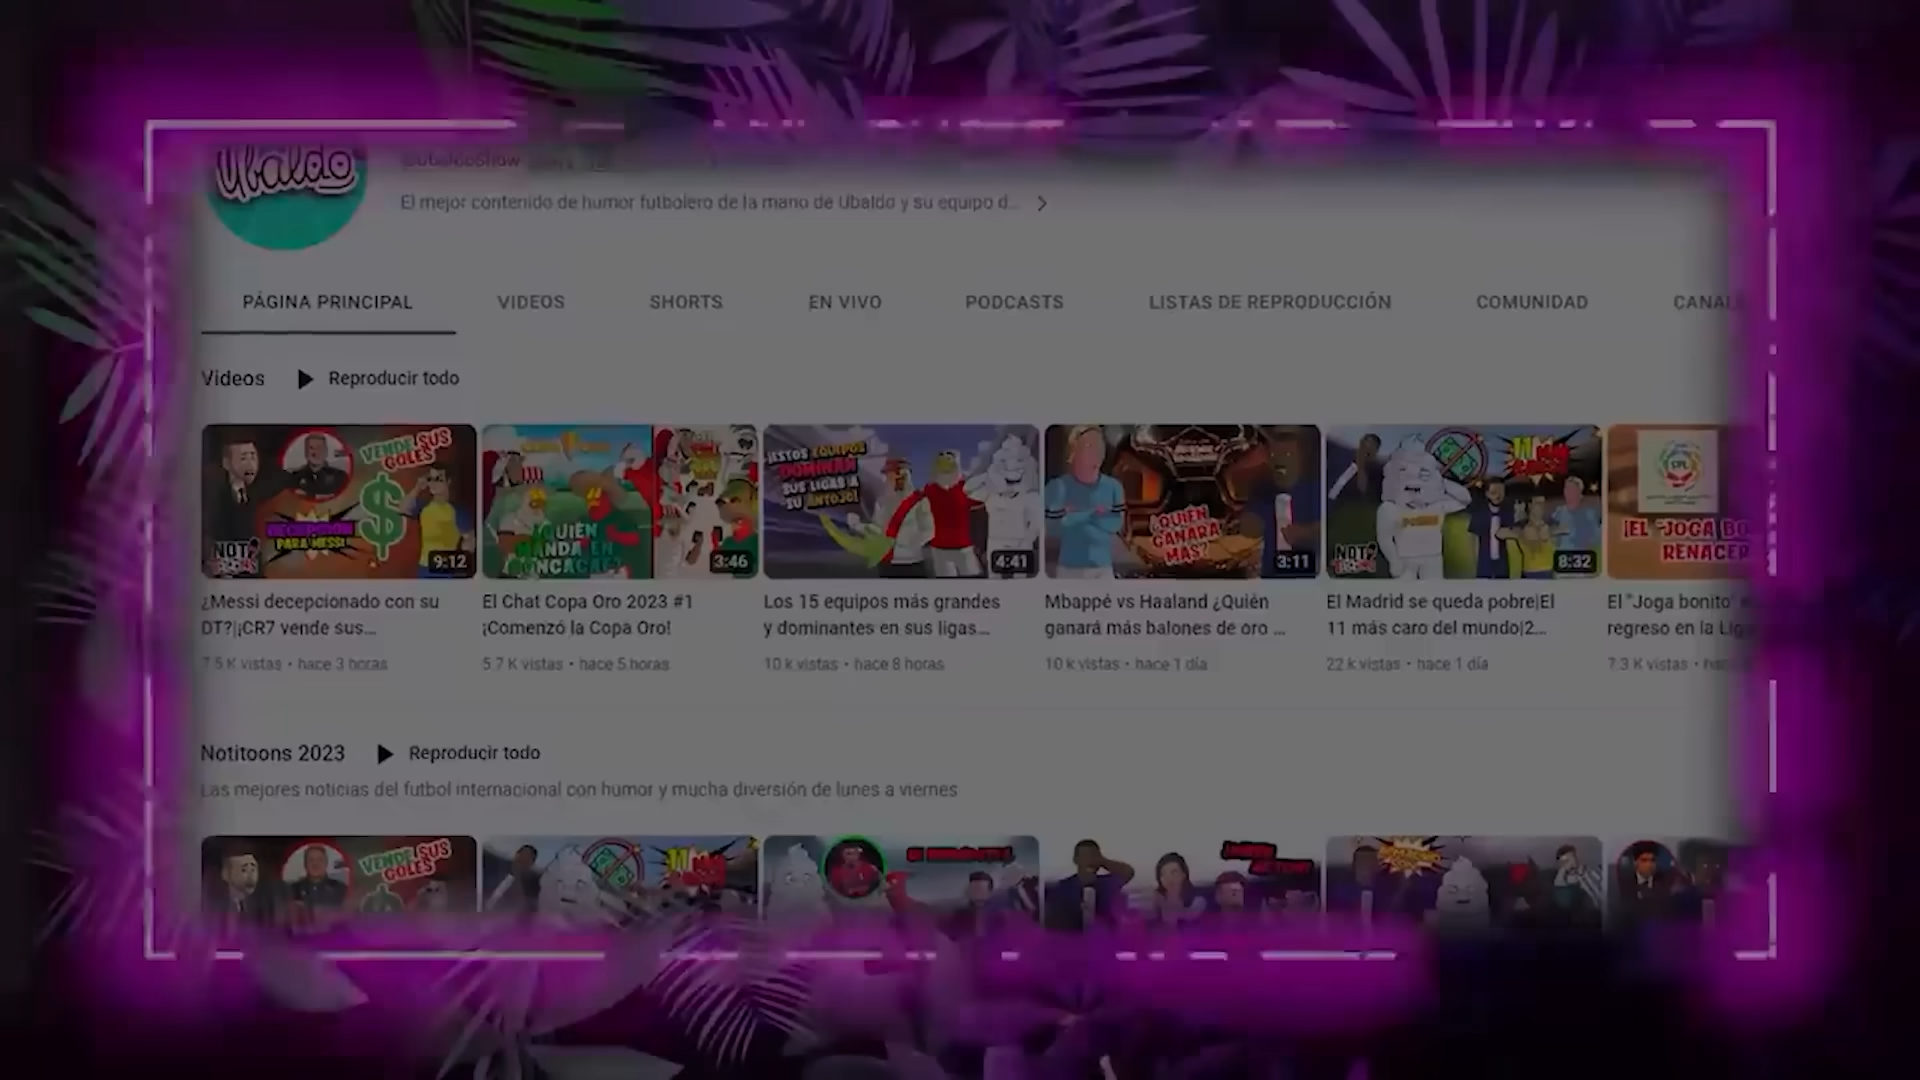 Ubaldo
El mejor contenido de humor futbolero de la mano de Ubaldo y su equipo d...
PÁGINA PRINCIPAL
VIDEOS
SHORTS
EN VIVO
PODCASTS
LISTAS DE REPRODUCCIÓN
COMUNIDAD
Videos
Reproducir todo
VENDE SUS
GOLES
DECEPCION
PARA MESSI
NOT
9:12
¿QUIÉN
MANDA EN
3:46
¡ESTOS EQUIPOS
DOMINAN
SUS LIGAS A
SU ANTOJO!
4:41
¿QUIÉN
GANARÁ
MÁS?
3:11
8:32
¡EL "JOGA BO
RENACER
¿Messi decepcionado con su
DT?|¡CR7 vende sus...
7.5 K vistas • hace 3 horas
El Chat Copa Oro 2023 #1
¡Comenzó la Copa Oro!
5.7 K vistas • hace 5 horas
Los 15 equipos más grandes
y dominantes en sus ligas...
10 k vistas • hace 8 horas
Mbappé vs Haaland ¿Quién
ganará más balones de oro ...
10 k vistas • hace 1 día
El Madrid se queda pobre|El
11 más caro del mundo|2...
22 k vistas • hace 1 día
El "Joga bonito"
regreso en la Lig
7.3 K vistas •
Notitoons 2023
Reproducir todo
Las mejores noticias del futbol internacional con humor y mucha diversión de lunes a viernes
VENDE SUS
GOLES